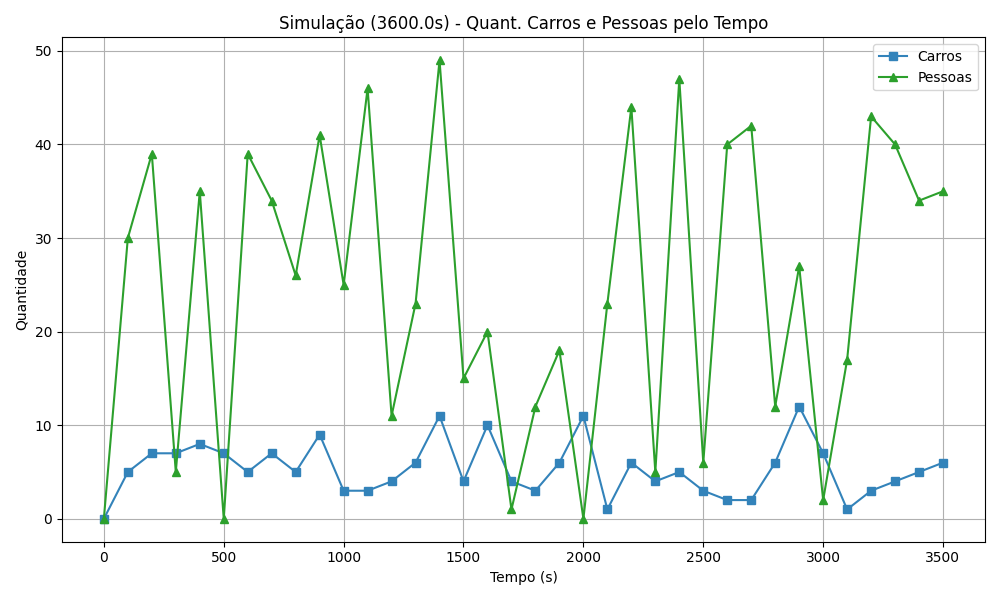 Simulação (3600.0s) - Quant. Carros e Pessoas pelo Tempo
Carros
Pessoas
Quantidade
50
40
30
20
10
0
0 500 1000 1500 2000 2500 3000 3500
Tempo (s)